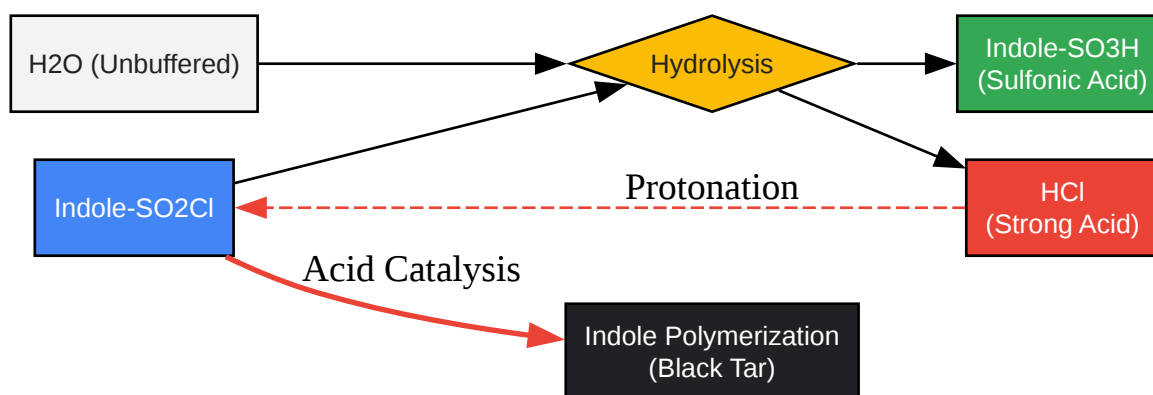 H2O (Unbuffered)
Hydrolysis
Indole-SO3H
(Sulfonic Acid)
Indole-SO2Cl
Protonation
HCl
(Strong Acid)
Acid Catalysis
Indole Polymerization
(Black Tar)